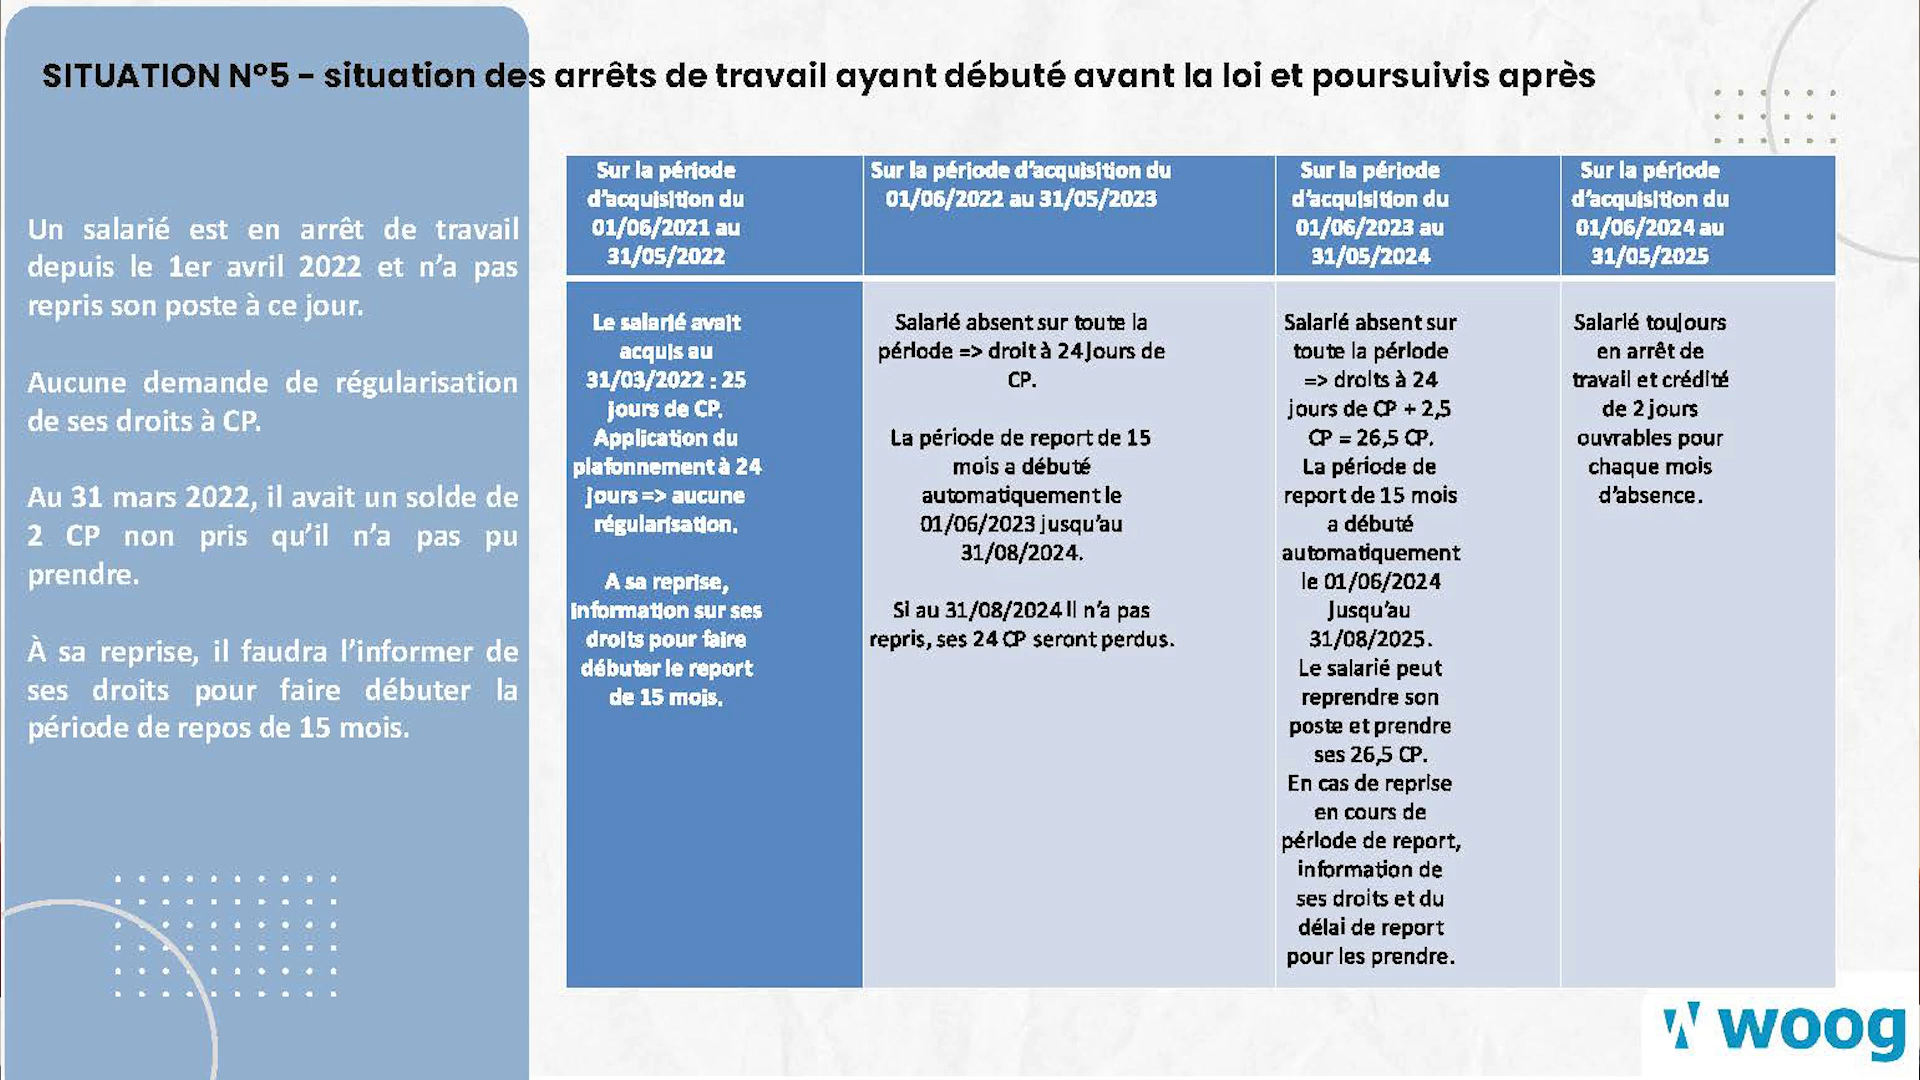 SITUATION N°5 - situation des arrêts de travail ayant débuté avant la loi et poursuivis après
Un salarié est en arrêt de travail
depuis le 1er avril 2022 et n'a pas
repris son poste à ce jour.
Aucune demande de régularisation
de ses droits à CP.
Au 31 mars 2022, il avait un solde de
2 CP non pris qu'il n'a pas pu
prendre.
À sa reprise, il faudra l'informer de
ses droits pour faire débuter la
période de repos de 15 mois.
Sur la période
d'acquisition du
01/06/2021 au
31/05/2022
Le salarié avait
acquis au
31/03/2022 : 25
jours de CP.
Application du
plafonnement à 24
jours => aucune
régularisation.
A sa reprise,
information sur ses
droits pour faire
débuter le report
de 15 mois.
Sur la période d'acquisition du
01/06/2022 au 31/05/2023
Salarié absent sur toute la
période => droit à 24 jours de
CP.
La période de report de 15
mois a débuté
automatiquement le
01/06/2023 jusqu'au
31/08/2024.
Si au 31/08/2024 il n'a pas
repris, ses 24 CP seront perdus.
Sur la période
d'acquisition du
01/06/2023 au
31/05/2024
Salarié absent sur
toute la période
=> droits à 24
jours de CP + 2,5
CP = 26,5 CP.
La période de
report de 15 mois
a débuté
automatiquement
le 01/06/2024
Jusqu'au
31/08/2025.
Le salarié peut
reprendre son
poste et prendre
ses 26,5 CP.
En cas de reprise
en cours de
période de report,
information de
ses droits et du
délai de report
pour les prendre.
Sur la période
d'acquisition du
01/06/2024 au
31/05/2025
Salarié toujours
en arrêt de
travail et crédité
de 2 jours
ouvrables pour
chaque mois
d'absence.
woog